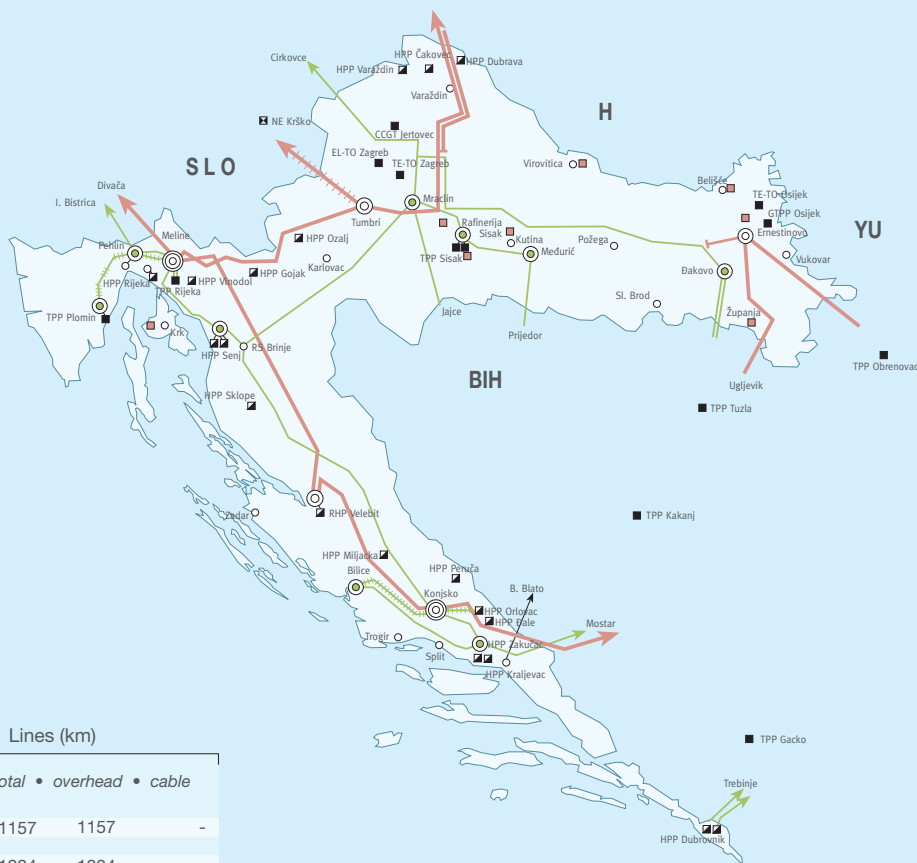 HPP Čakovec
Cirkovce
HPP Dubrava
HPP Varaždin
Varaždin
H
NE Krško
CCGT Jertovec
EL-TO Zagreb
TE-TO Zagreb
Virovitica
S L O
Belišće
Divača
TE-TO Osijek
I. Bistrica
Mraclin
GTPP Osijek
Tumbri
Rafinerija
Sisak
YU
Meline
Ernestinovo
HPP Ozalj
Kutina
Požega
Pehlin
TPP Sisak
Međurič
Vukovar
Karlovac
HPP Gojak
Đakovo
HPP Rijeka
HPP Vinodol
TPP Rijeka
Sl. Brod
TPP Plomin
Jajce
Županja
Krk
Prijedor
RS Brinje
HPP Senj
TPP Obrenovac
BIH
Ugljevik
HPP Sklope
TPP Tuzla
Zadar
RHP Velebit
TPP Kakanj
HPP Miljacka
HPP Peruča
Bilice
B. Blato
Konjsko
HPP Orlovac
HPP Đale
Mostar
Trogir
HPP Zakučac
Split
HPP Kraljevac
Lines (km)
TPP Gacko
otal • overhead • cable
Trebinje
1157 1157 -
HPP Dubrovnik